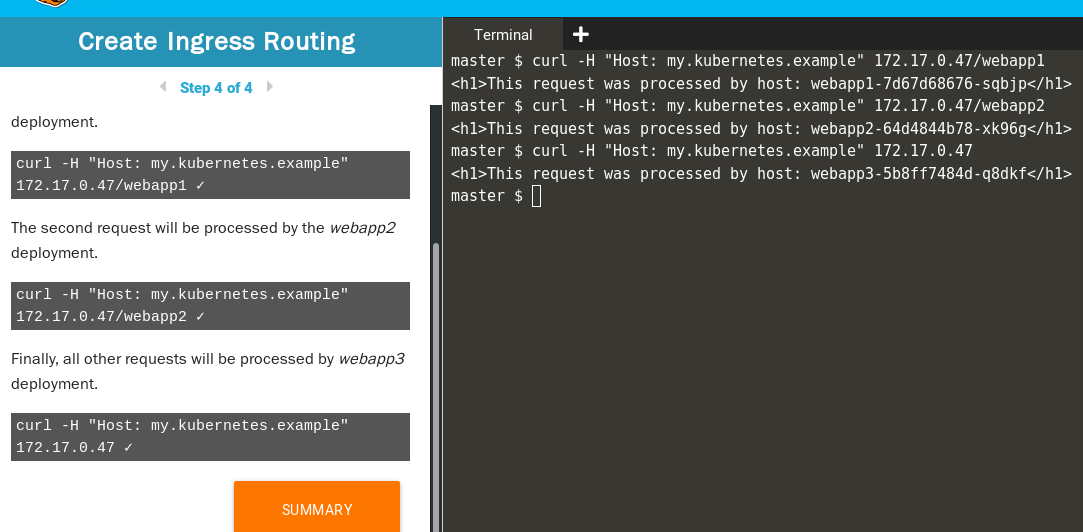 Create Ingress Routing
Step 4 of 4
deployment.
curl -H "Host: my.kubernetes.example"
172.17.0.47/webapp1 ✓
The second request will be processed by the webapp2
deployment.
curl -H "Host: my.kubernetes.example"
172.17.0.47/webapp2 ✓
Finally, all other requests will be processed by webapp3
deployment.
curl -H "Host: my.kubernetes.example"
172.17.0.47 ✓
SUMMARY
Terminal
master $ curl -H "Host: my.kubernetes.example" 172.17.0.47/webapp1
<h1>This request was processed by host: webapp1-7d67d68676-sqbjp</h1>
master $ curl -H "Host: my.kubernetes.example" 172.17.0.47/webapp2
<h1>This request was processed by host: webapp2-64d4844b78-xk96g</h1>
master $ curl -H "Host: my.kubernetes.example" 172.17.0.47
<h1>This request was processed by host: webapp3-5b8ff7484d-q8dkf</h1>
master $